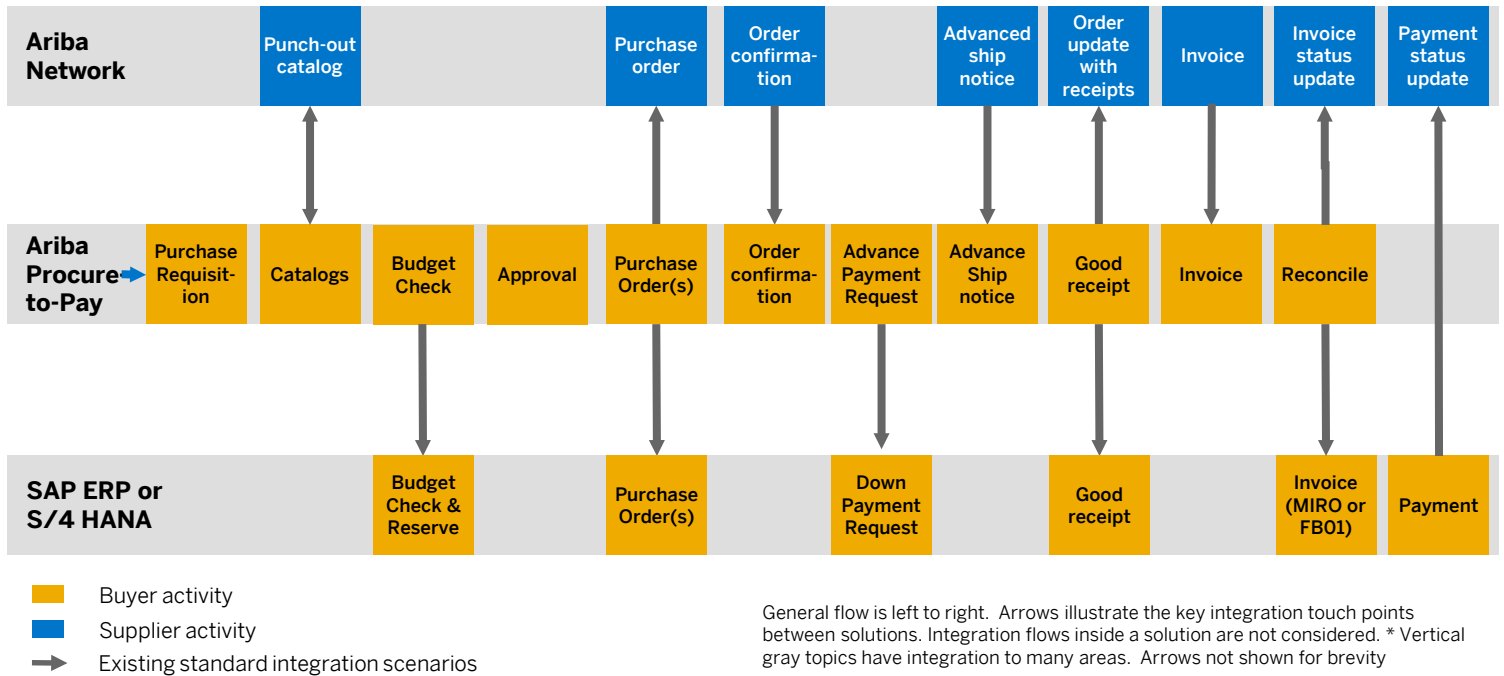 Ariba
Network
Punch-out
catalog
Purchase
order
Order
confirma-
tion
Advanced
ship
notice
Order
update
with
receipts
Invoice
Invoice
status
update
Payment
status
update
Ariba
Procure-
to-Pay
Purchase
Requisit-
ion
Catalogs
Budget
Check
Approval
Purchase
Order(s)
Order
confirma-
tion
Advance
Payment
Request
Advance
Ship
notice
Good
receipt
Invoice
Reconcile
SAP ERP or
S/4 HANA
Budget
Check &
Reserve
Purchase
Order(s)
Down
Payment
Request
Good
receipt
Invoice
(MIRO or
FB01)
Payment
Buyer activity
Supplier activity
Existing standard integration scenarios
General flow is left to right. Arrows illustrate the key integration touch points
between solutions. Integration flows inside a solution are not considered. * Vertical
gray topics have integration to many areas. Arrows not shown for brevity